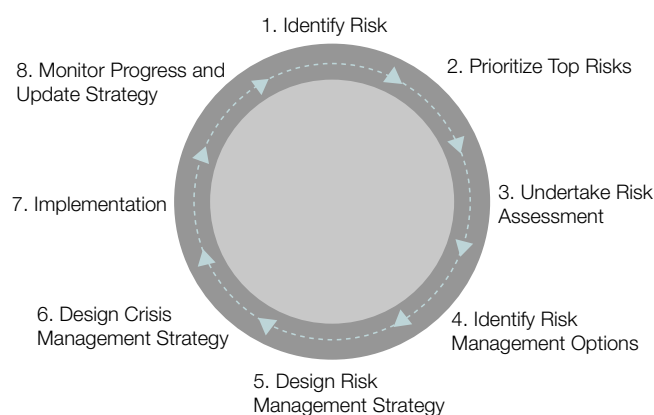 1. Identify Risk
2. Prioritize Top Risks
3. Undertake Risk
Assessment
4. Identify Risk
Management Options
5. Design Risk
Management Strategy
6. Design Crisis
Management Strategy
7. Implementation
8. Monitor Progress and
Update Strategy